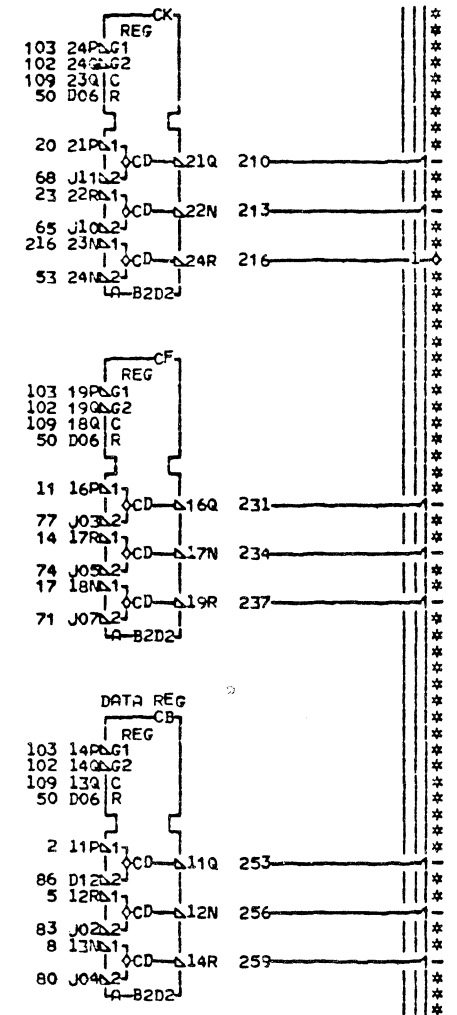 CK
REG
103 24P G1
102 24Q G2
109 23Q C
50 D06 R
20 21P 1
CD 21Q 210
68 J11 2
23 22R 1
CD 22N 213
65 J10 2
216 23N 1
CD 24R 216 1
53 24N 2
A B2D2
CF
REG
103 19P G1
102 19Q G2
109 18Q C
50 D06 R
11 16P 1
CD 16Q 231
77 J03 2
14 17R 1
CD 17N 234
74 J05 2
17 18N 1
CD 19R 237
71 J07 2
A B2D2
DATA REG
CB
REG
103 14P G1
102 14Q G2
109 13Q C
50 D06 R
2 11P 1
CD 11Q 253
86 D12 2
5 12R 1
CD 12N 256
83 J02 2
8 13N 1
CD 14R 259
80 J04 2
A B2D2